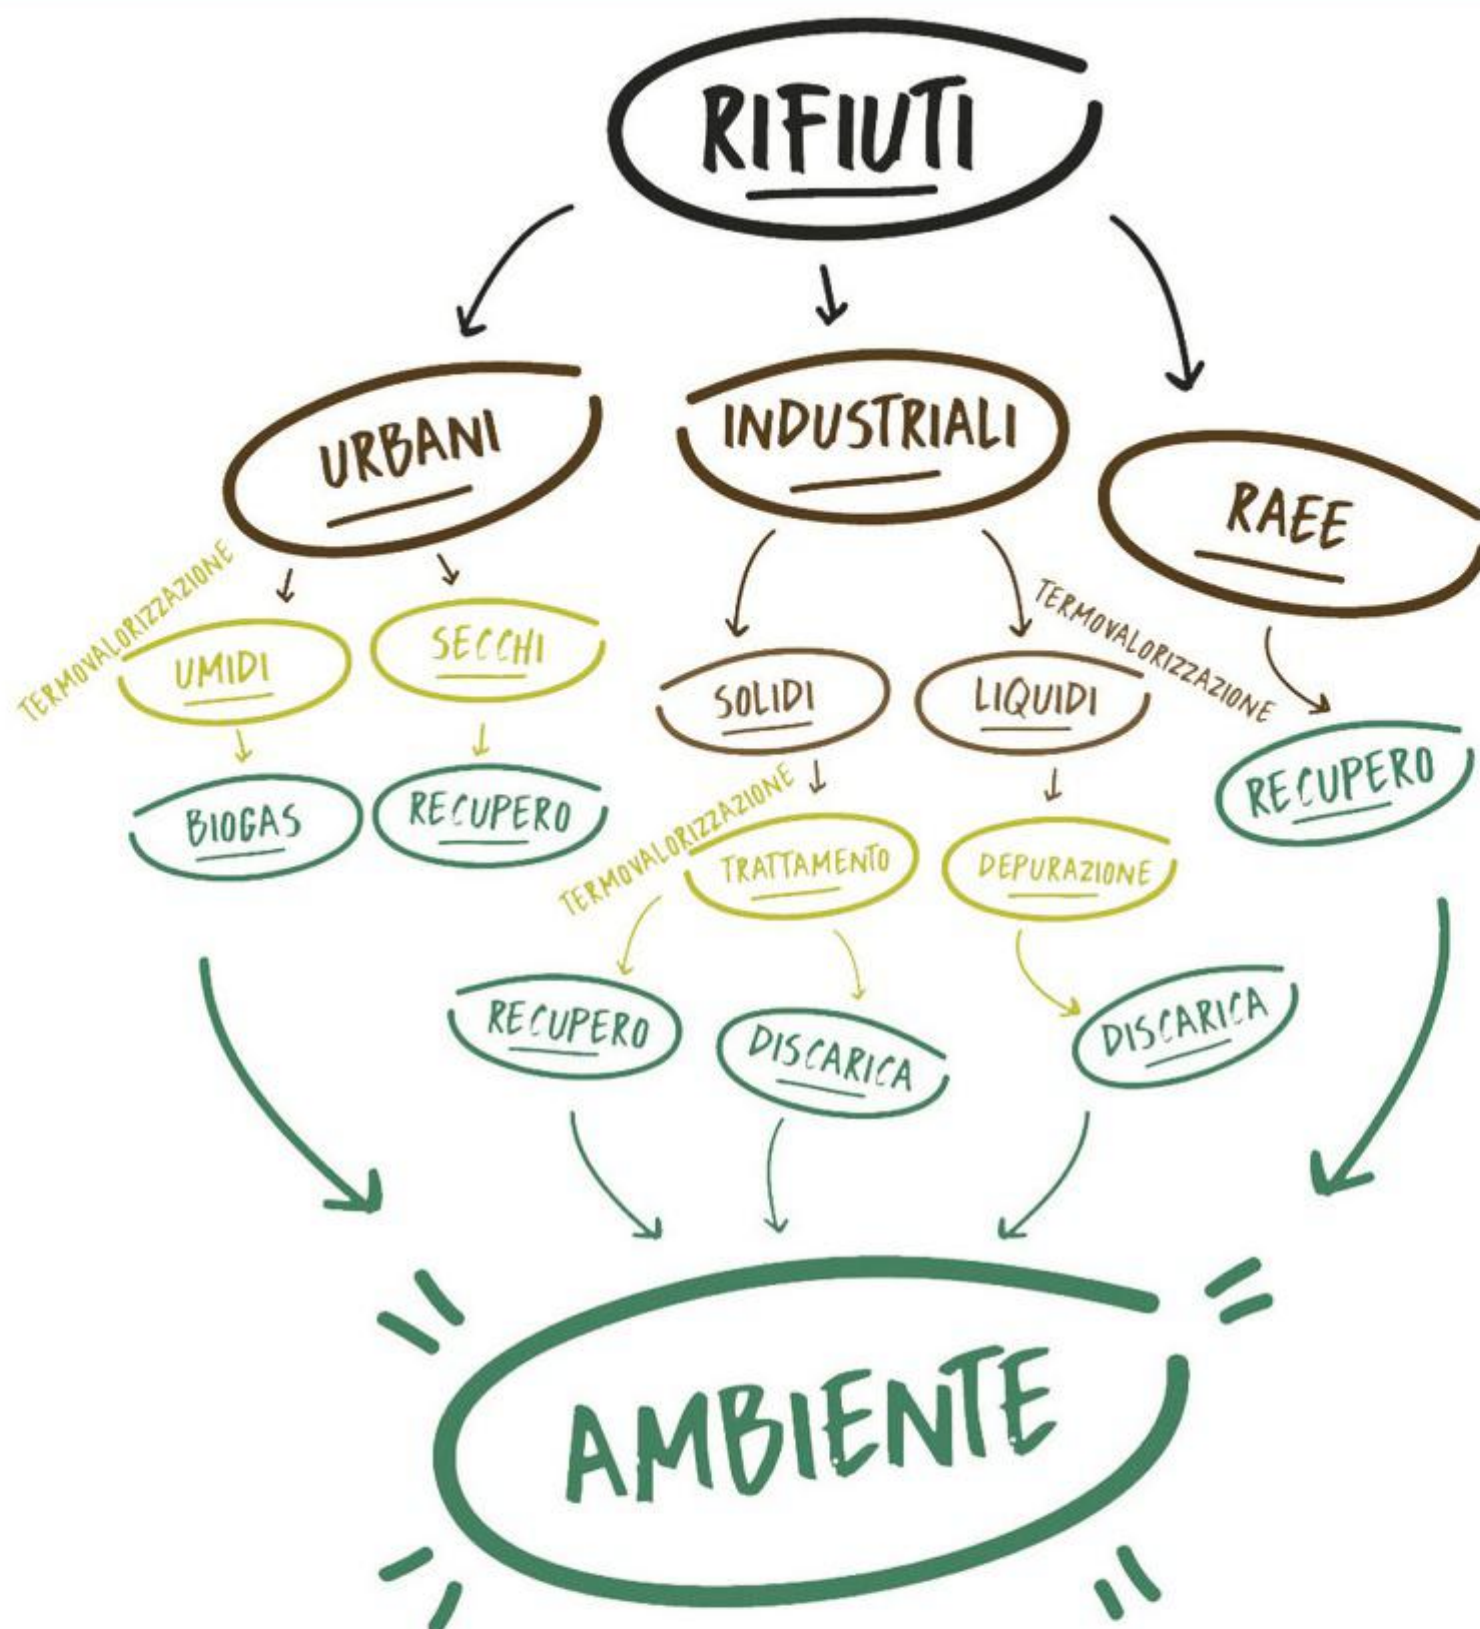 RIFIUTI
URBANI
INDUSTRIALI
RAEE
TERMOVALORIZZAZIONE
UMIDI
SECCHI
SOLIDI
LIQUIDI
TERMOVALORIZZAZIONE
BIOGAS
RECUPERO
TERMOVALORIZZAZIONE
TRATTAMENTO
DEPURAZIONE
RECUPERO
RECUPERO
DISCARICA
DISCARICA
AMBIENTE